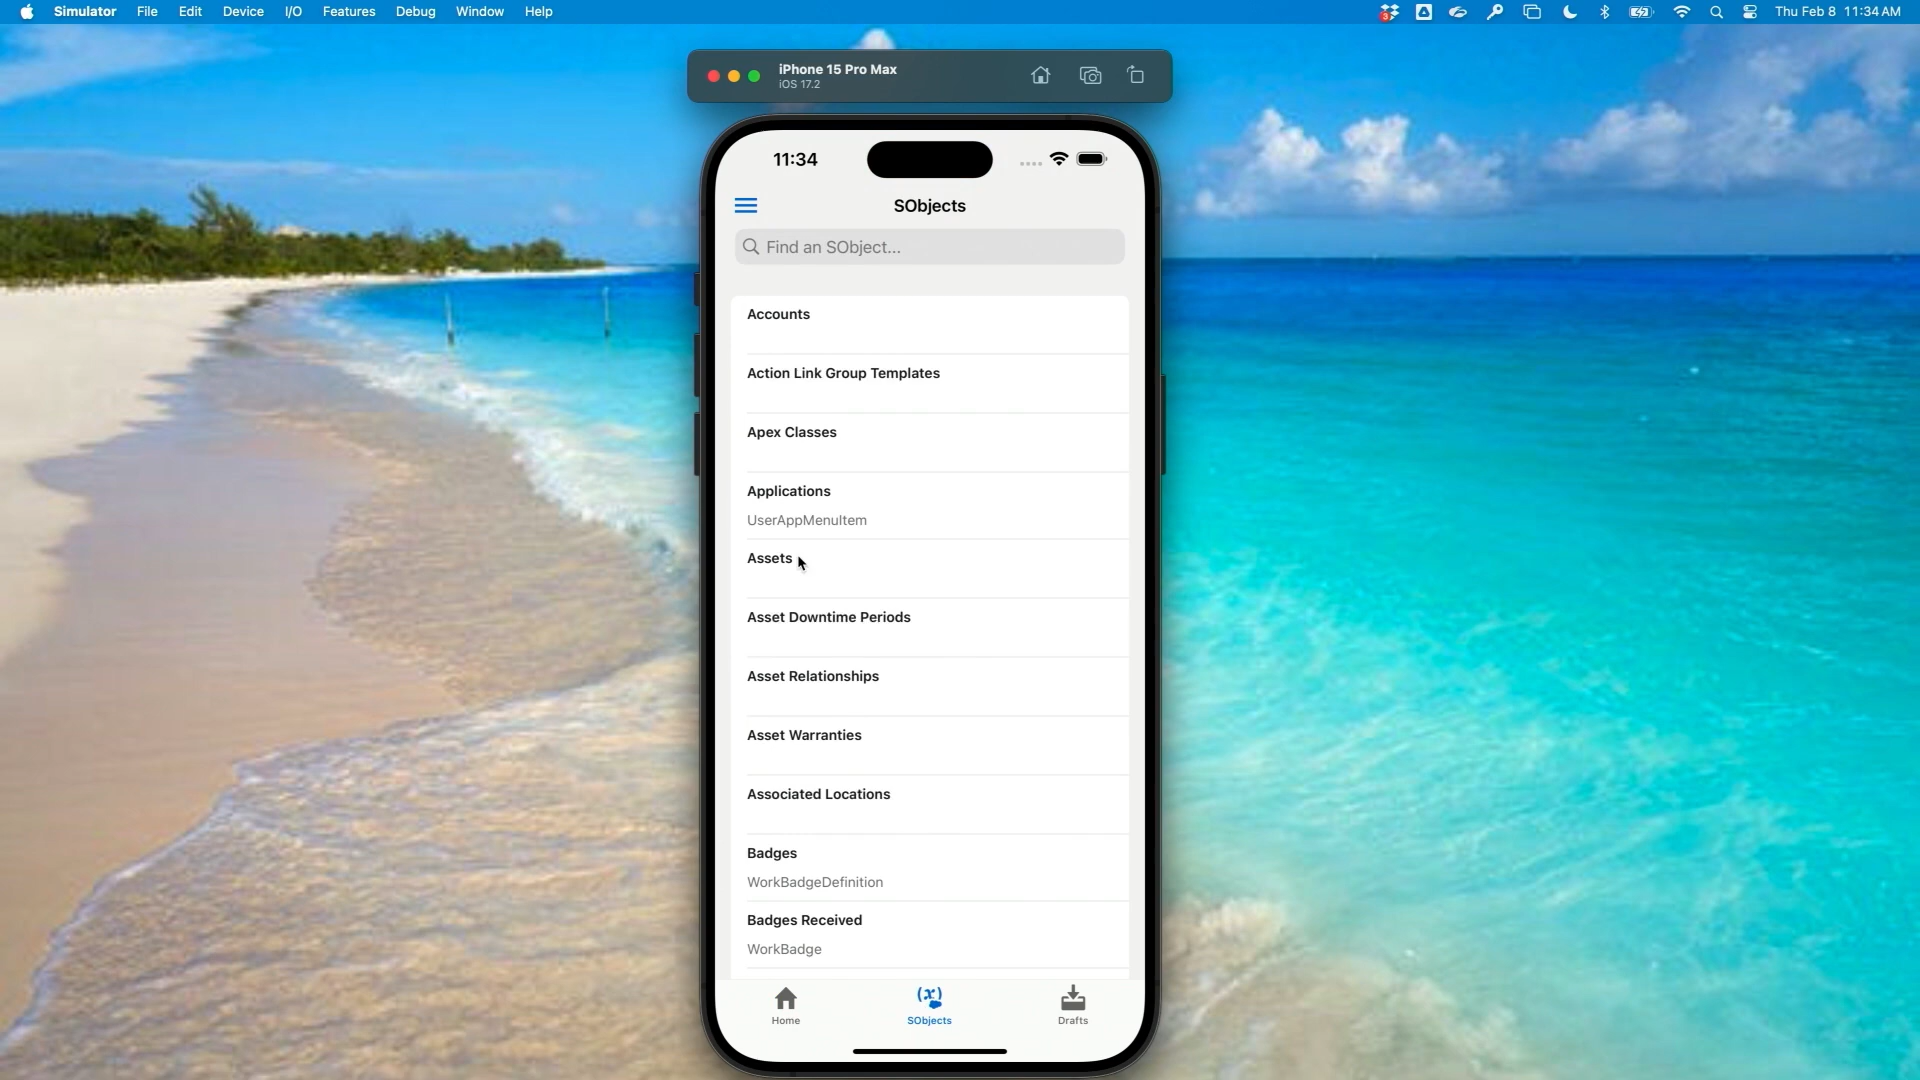 Simulator File Edit Device I/O Features Debug Window Help
3
Thu Feb 8 11:34 AM
iPhone 15 Pro Max
iOS 17.2
11:34
SObjects
Find an SObject...
Accounts
Action Link Group Templates
Apex Classes
Applications
UserAppMenuItem
Assets
Asset Downtime Periods
Asset Relationships
Asset Warranties
Associated Locations
Badges
WorkBadgeDefinition
Badges Received
WorkBadge
(x)
Home SObjects Drafts